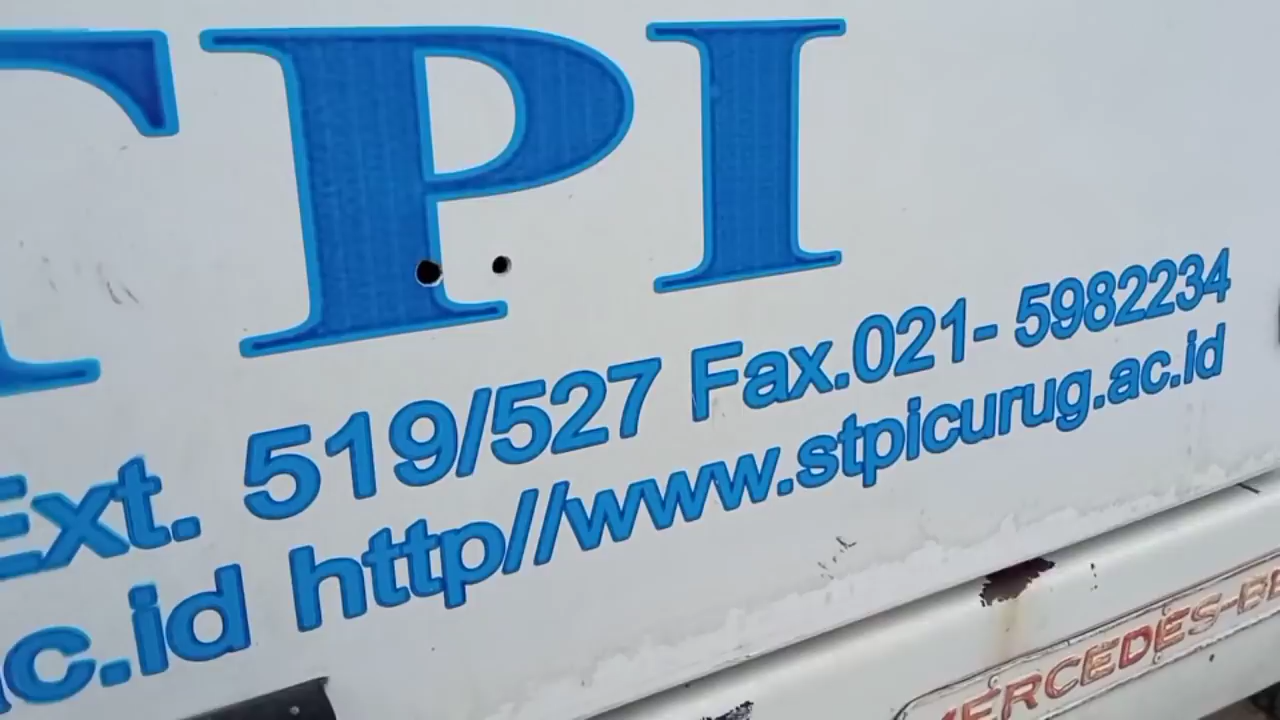 TPI
Ext. 519/527 Fax.021- 5982234
ac.id http//www.stpicurug.ac.id
MERCEDES-BE